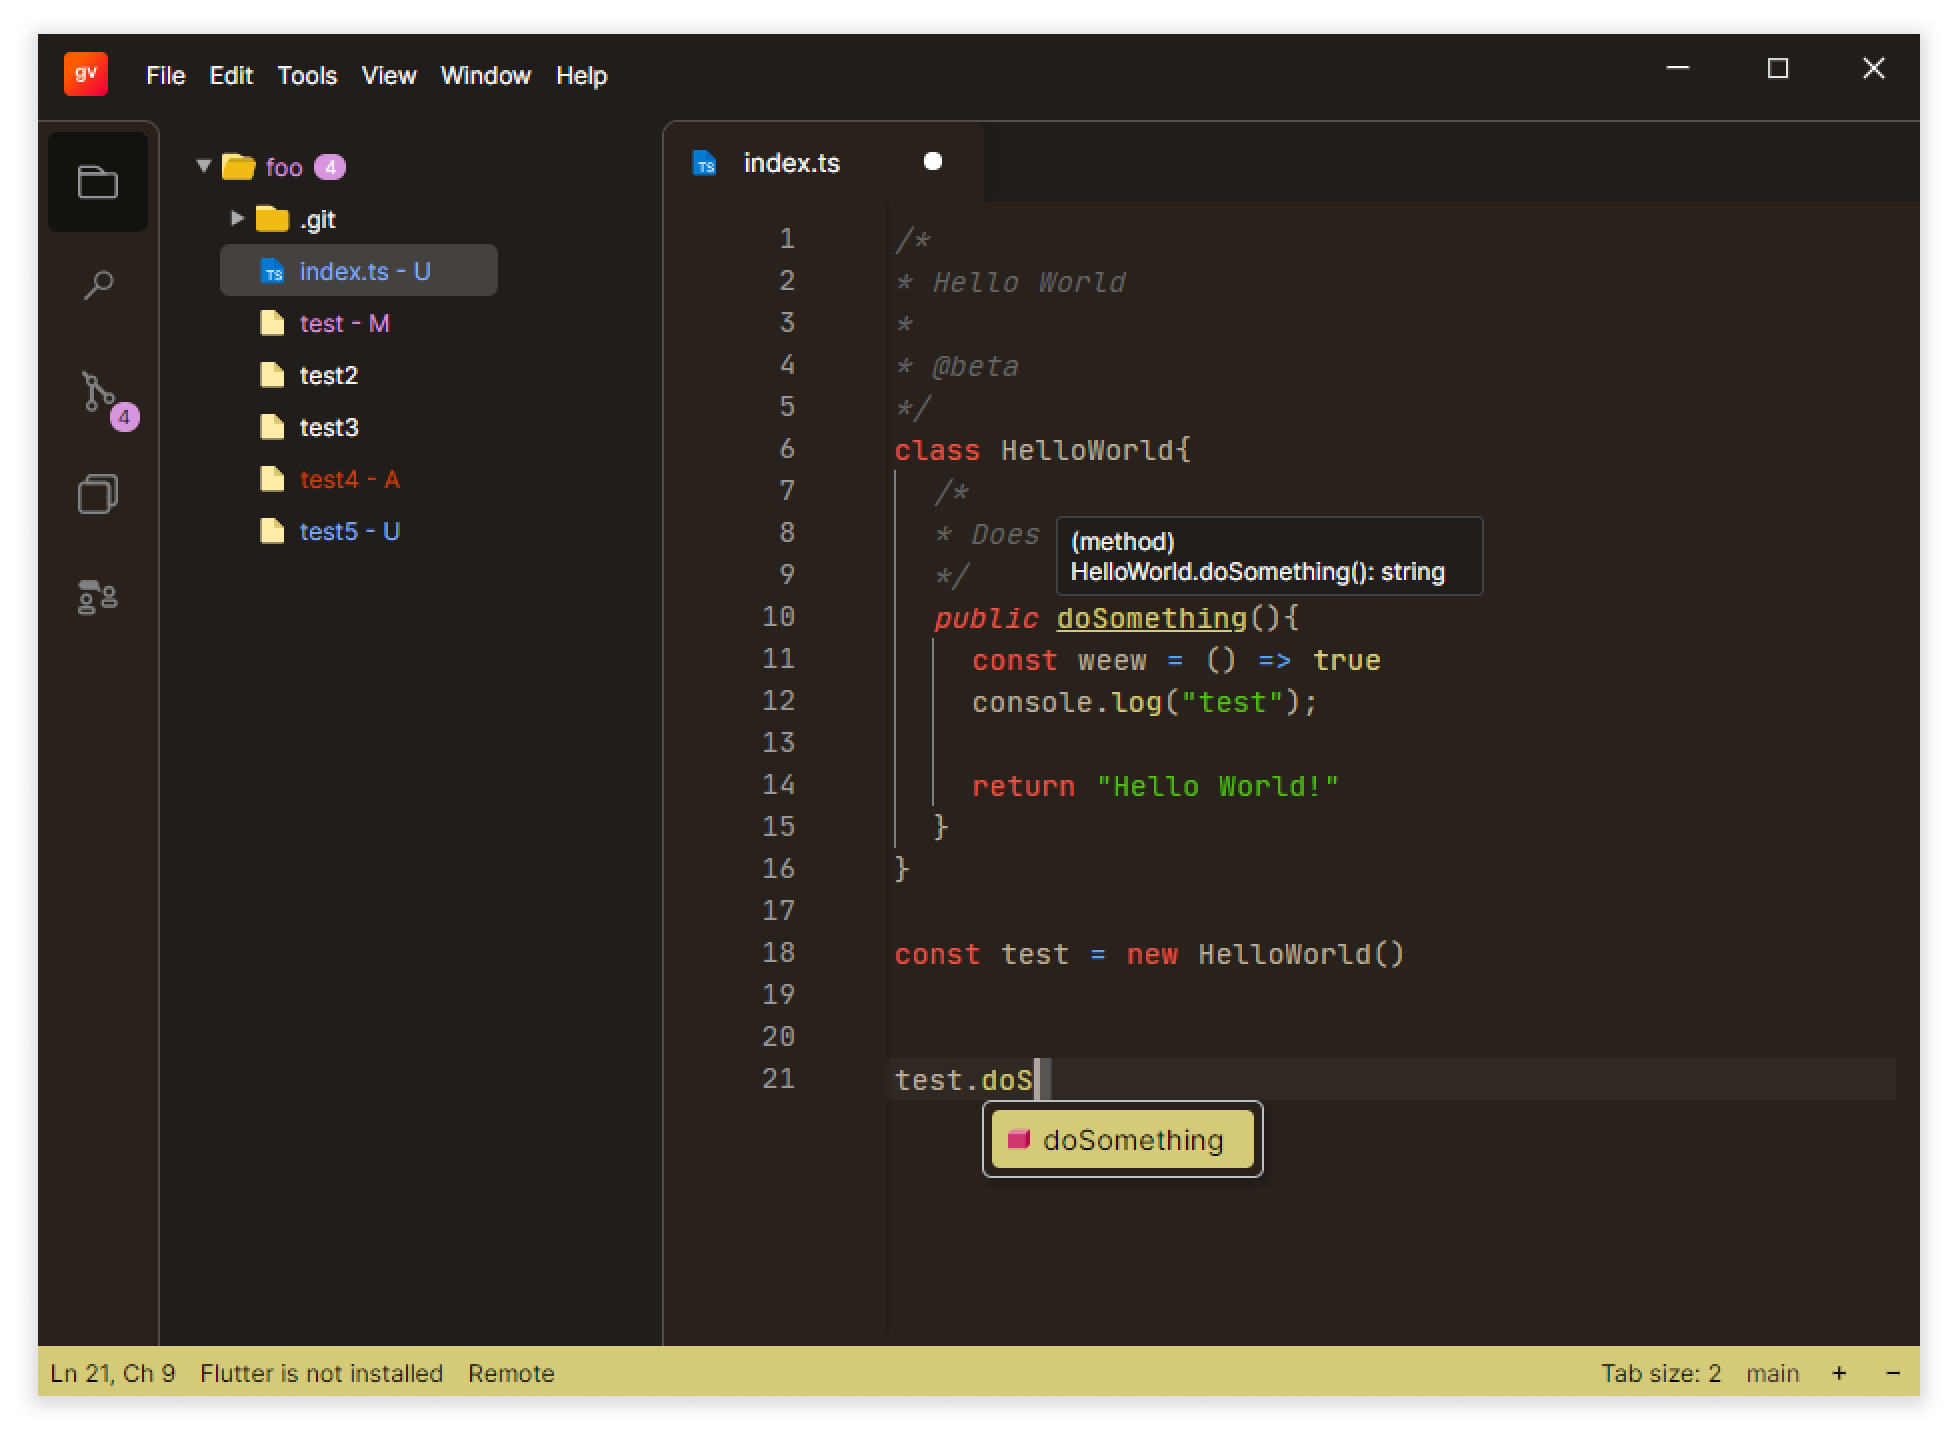 gv File Edit Tools View Window Help
foo 4
.git
index.ts - U
test - M
test2
test3
test4 - A
test5 - U
4
TS index.ts
1 /*
2 * Hello World
3 *
4 * @beta
5 */
6 class HelloWorld{
7 /*
8 * Does
9 */
(method)
HelloWorld.doSomething(): string
10 public doSomething(){
11 const weew = () => true
12 console.log("test");
13
14 return "Hello World!"
15 }
16 }
17
18 const test = new HelloWorld()
19
20
21 test.doS
doSomething
Ln 21, Ch 9 Flutter is not installed Remote Tab size: 2 main + −